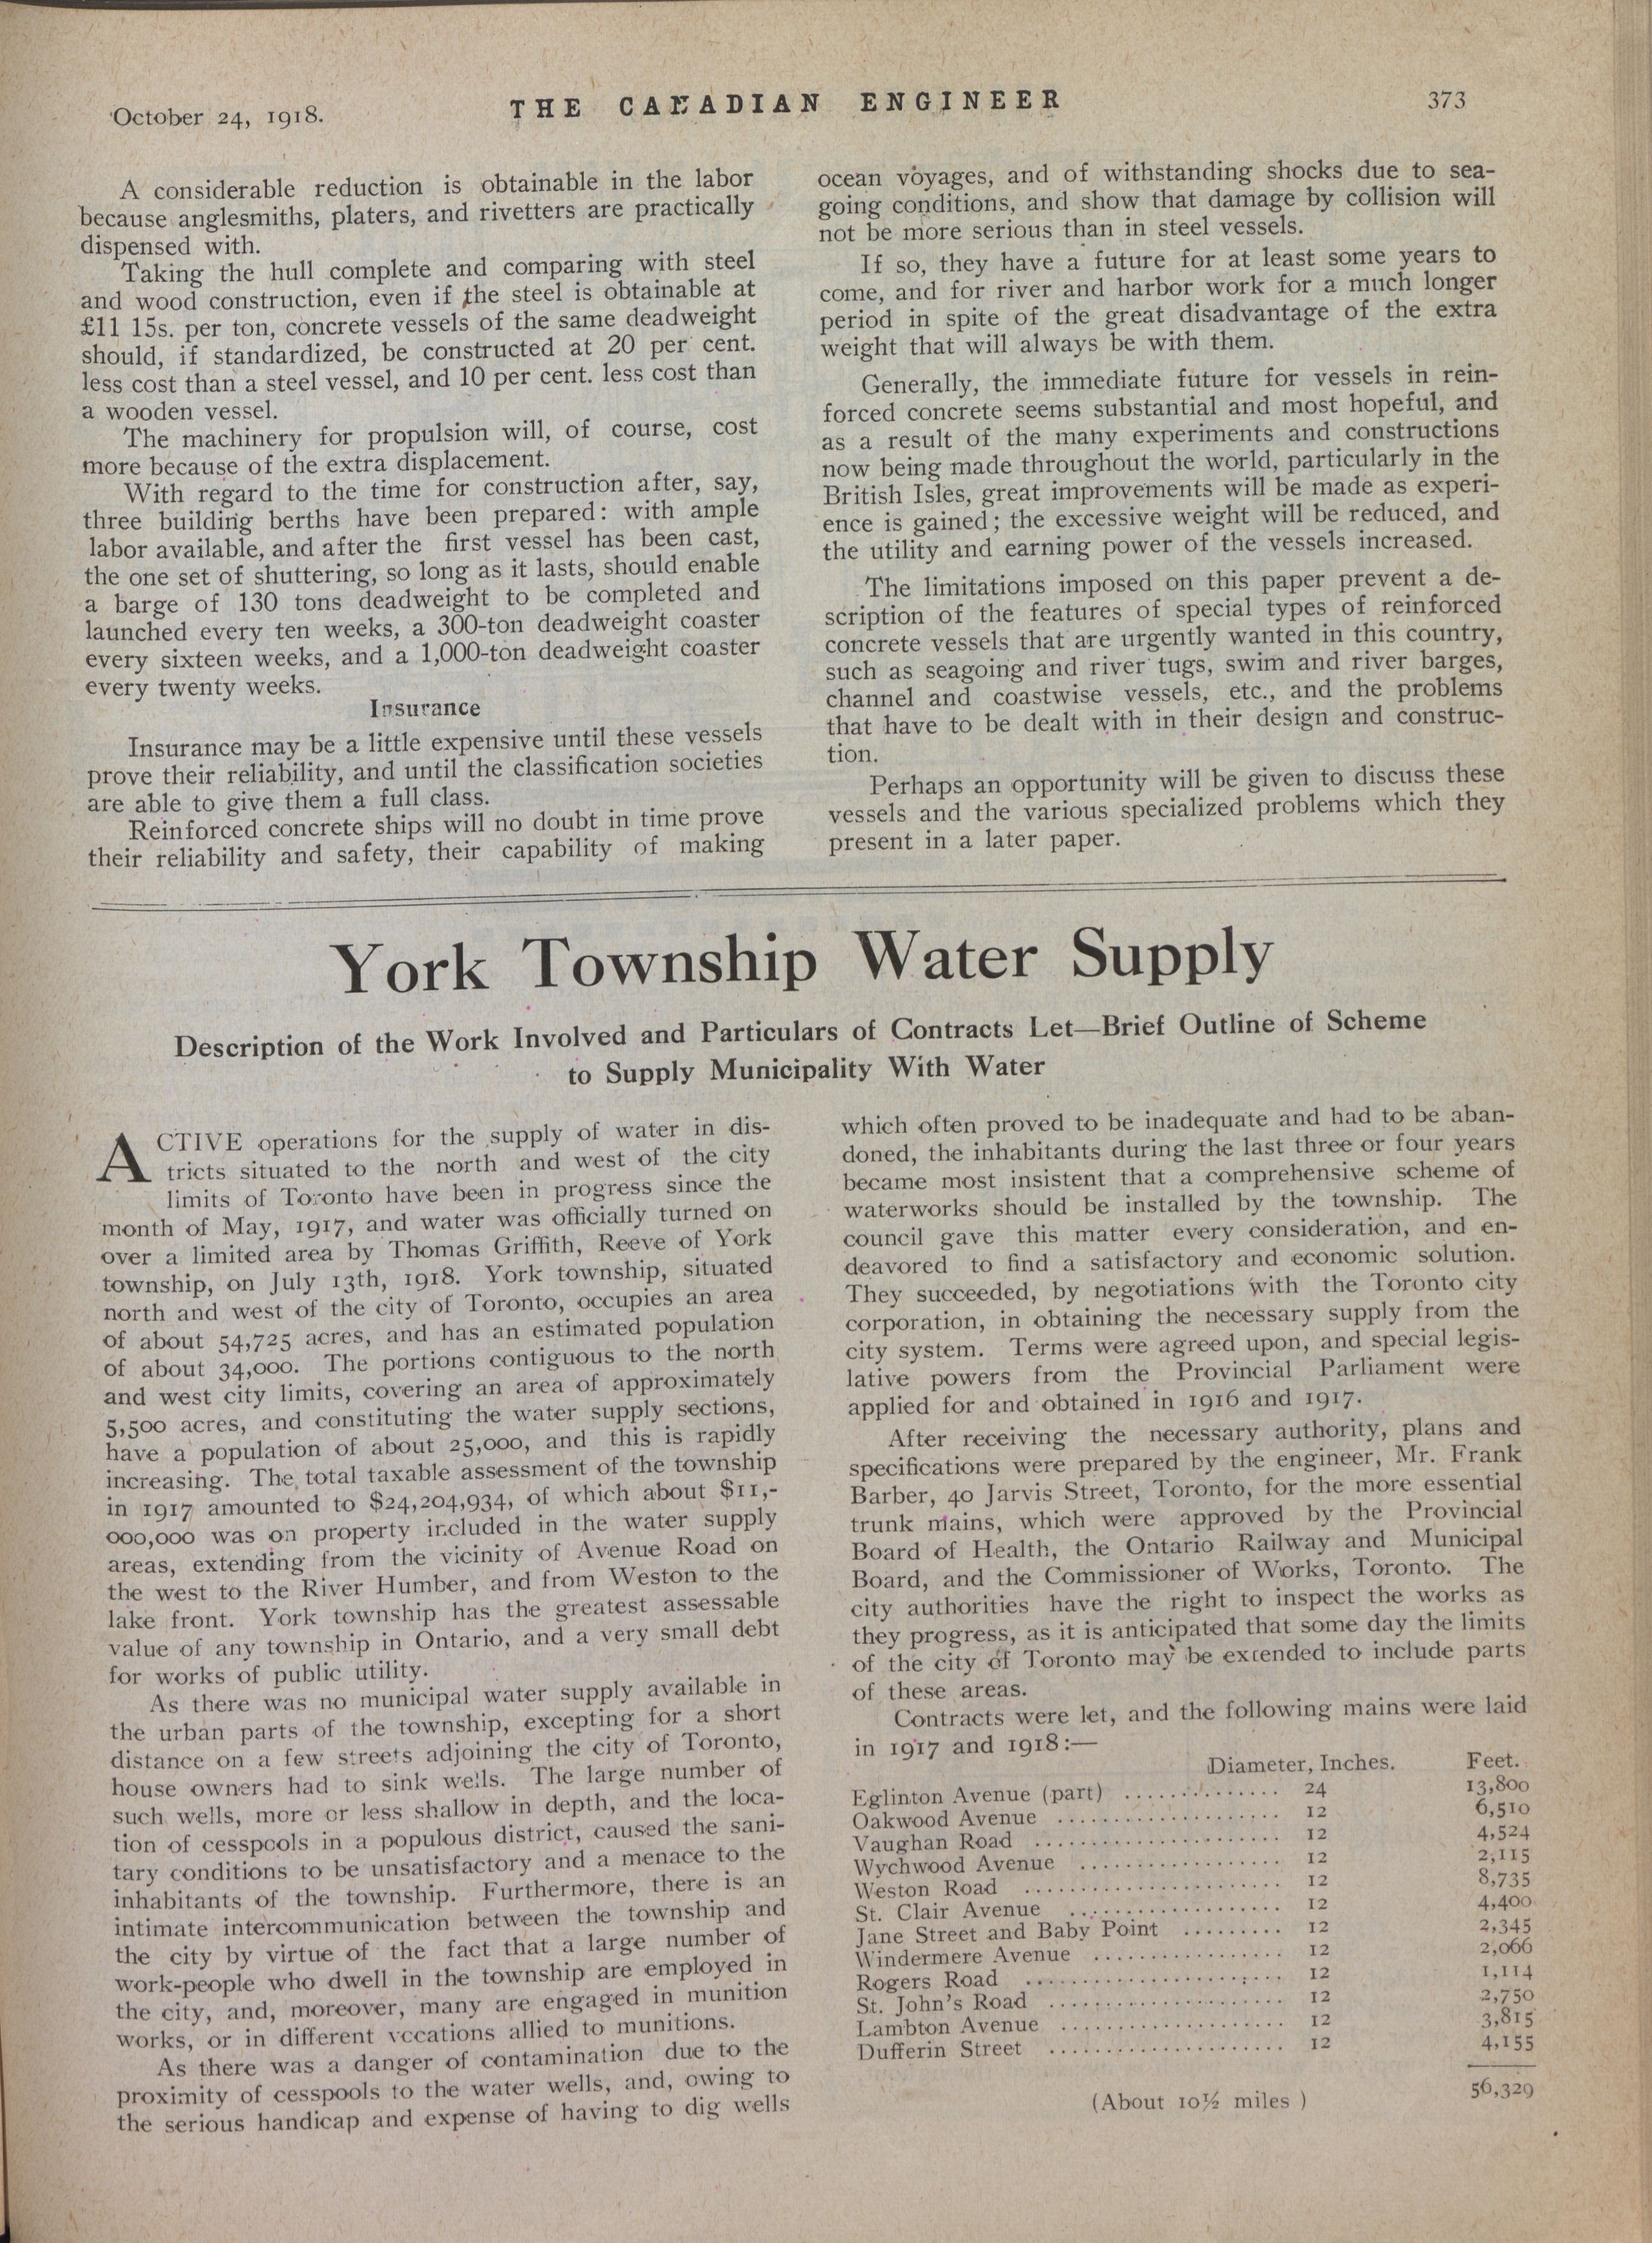 October 24, 1918.
THE CANADIAN ENGINEER
373
A considerable reduction is obtainable in the labor
because anglesmiths, platers, and rivetters are practically
dispensed with.
Taking the hull complete and comparing with steel
and wood construction, even if the steel is obtainable at
£11 15s. per ton, concrete vessels of the same deadweight
should, if standardized, be constructed at 20 per cent.
less cost than a steel vessel, and 10 per cent. less cost than
a wooden vessel.
The machinery for propulsion will, of course, cost
more because of the extra displacement.
With regard to the time for construction after, say,
three building berths have been prepared: with ample
labor available, and after the first vessel has been cast,
the one set of shuttering, so long as it lasts, should enable
a barge of 130 tons deadweight to be completed and
launched every ten weeks, a 300-ton deadweight coaster
every sixteen weeks, and a 1,000-ton deadweight coaster
every twenty weeks.
Insurance
Insurance may be a little expensive until these vessels
prove their reliability, and until the classification societies
are able to give them a full class.
Reinforced concrete ships will no doubt in time prove
their reliability and safety, their capability of making
ocean voyages, and of withstanding shocks due to sea-
going conditions, and show that damage by collision will
not be more serious than in steel vessels.
If so, they have a future for at least some years to
come, and for river and harbor work for a much longer
period in spite of the great disadvantage of the extra
weight that will always be with them.
Generally, the immediate future for vessels in rein-
forced concrete seems substantial and most hopeful, and
as a result of the many experiments and constructions
now being made throughout the world, particularly in the
British Isles, great improvements will be made as experi-
ence is gained; the excessive weight will be reduced, and
the utility and earning power of the vessels increased.
The limitations imposed on this paper prevent a de-
scription of the features of special types of reinforced
concrete vessels that are urgently wanted in this country,
such as seagoing and river tugs, swim and river barges,
channel and coastwise vessels, etc., and the problems
that have to be dealt with in their design and construc-
tion.
Perhaps an opportunity will be given to discuss these
vessels and the various specialized problems which they
present in a later paper.
York Township Water Supply
Description of the Work Involved and Particulars of Contracts Let—Brief Outline of Scheme
to Supply Municipality With Water
ACTIVE operations for the supply of water in dis-
tricts situated to the north and west of the city
limits of Toronto have been in progress since the
month of May, 1917, and water was officially turned on
over a limited area by Thomas Griffith, Reeve of York
township, on July 13th, 1918. York township, situated
north and west of the city of Toronto, occupies an area
of about 54,725 acres, and has an estimated population
of about 34,000. The portions contiguous to the north
and west city limits, covering an area of approximately
5,500 acres, and constituting the water supply sections,
have a population of about 25,000, and this is rapidly
increasing. The total taxable assessment of the township
in 1917 amounted to $24,204,934, of which about $11,-
000,000 was on property included in the water supply
areas, extending from the vicinity of Avenue Road on
the west to the River Humber, and from Weston to the
lake front. York township has the greatest assessable
value of any township in Ontario, and a very small debt
for works of public utility.
As there was no municipal water supply available in
the urban parts of the township, excepting for a short
distance on a few streets adjoining the city of Toronto,
house owners had to sink wells. The large number of
such wells, more or less shallow in depth, and the loca-
tion of cesspools in a populous district, caused the sani-
tary conditions to be unsatisfactory and a menace to the
inhabitants of the township. Furthermore, there is an
intimate intercommunication between the township and
the city by virtue of the fact that a large number of
work-people who dwell in the township are employed in
the city, and, moreover, many are engaged in munition
works, or in different vocations allied to munitions.
As there was a danger of contamination due to the
proximity of cesspools to the water wells, and, owing to
the serious handicap and expense of having to dig wells
which often proved to be inadequate and had to be aban-
doned, the inhabitants during the last three or four years
became most insistent that a comprehensive scheme of
waterworks should be installed by the township. The
council gave this matter every consideration, and en-
deavored to find a satisfactory and economic solution.
They succeeded, by negotiations with the Toronto city
corporation, in obtaining the necessary supply from the
city system. Terms were agreed upon, and special legis-
lative powers from the Provincial Parliament were
applied for and obtained in 1916 and 1917.
After receiving the necessary authority, plans and
specifications were prepared by the engineer, Mr. Frank
Barber, 40 Jarvis Street, Toronto, for the more essential
trunk mains, which were approved by the Provincial
Board of Health, the Ontario Railway and Municipal
Board, and the Commissioner of Works, Toronto. The
city authorities have the right to inspect the works as
they progress, as it is anticipated that some day the limits
of the city of Toronto may be extended to include parts
of these areas.
Contracts were let, and the following mains were laid
in 1917 and 1918:—
Diameter, Inches. Feet.
Eglinton Avenue (part) .............. 24 13,800
Oakwood Avenue .................... 12 6,510
Vaughan Road ...................... 12 4,524
Wychwood Avenue .................. 12 2,115
Weston Road ....................... 12 8,735
St. Clair Avenue ................... 12 4,400
Jane Street and Baby Point ......... 12 2,345
Windermere Avenue ................. 12 2,066
Rogers Road ....................... 12 1,114
St. John's Road ..................... 12 2,750
Lambton Avenue .................... 12 3,815
Dufferin Street ..................... 12 4,155
56,329
(About 10½ miles )